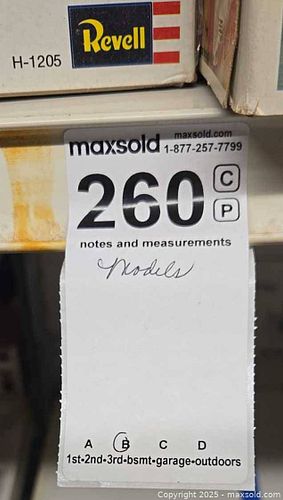 Revell
H-1205
maxsold.com
maxsold 1-877-257-7799
260 C
P
notes and measurements
Models
A B C D
1st-2nd-3rd-bsmt-garage-outdoors
Copyright 2025 - maxsold.com